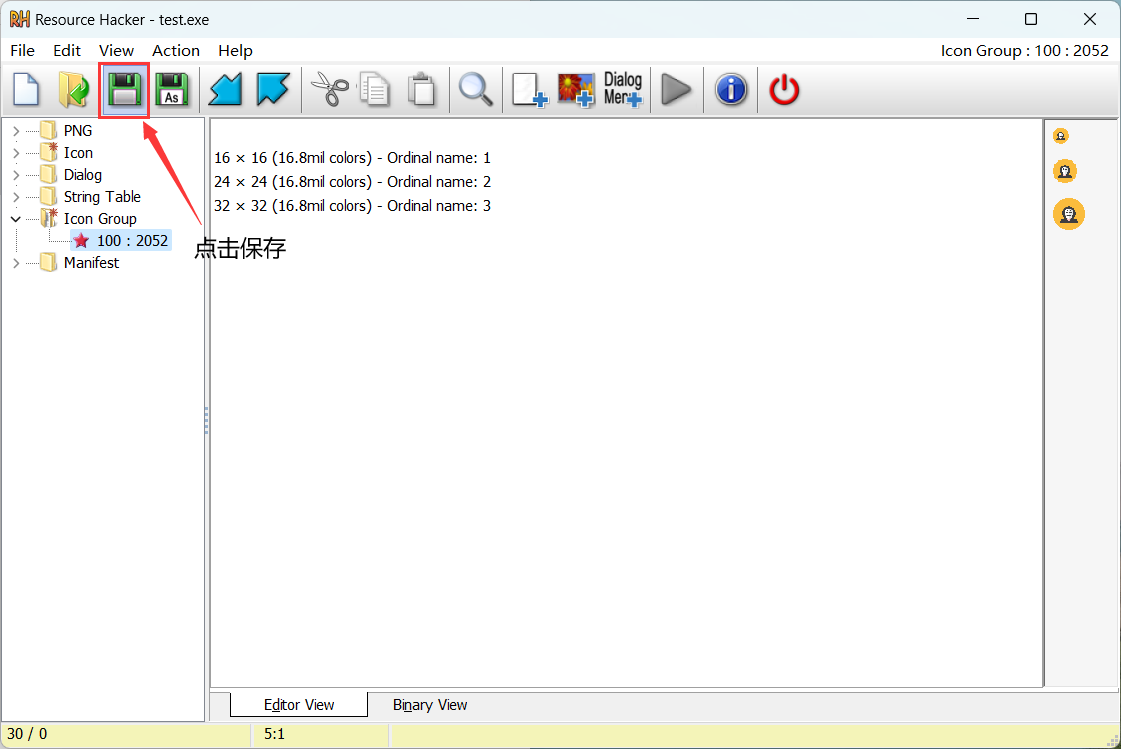 RH Resource Hacker - test.exe
File Edit View Action Help Icon Group : 100 : 2052
As
Dialog
Mer
PNG
Icon
Dialog
String Table
Icon Group
100 : 2052
Manifest
16 × 16 (16.8mil colors) - Ordinal name: 1
24 × 24 (16.8mil colors) - Ordinal name: 2
32 × 32 (16.8mil colors) - Ordinal name: 3
点击保存
Editor View Binary View
30 / 0 5:1